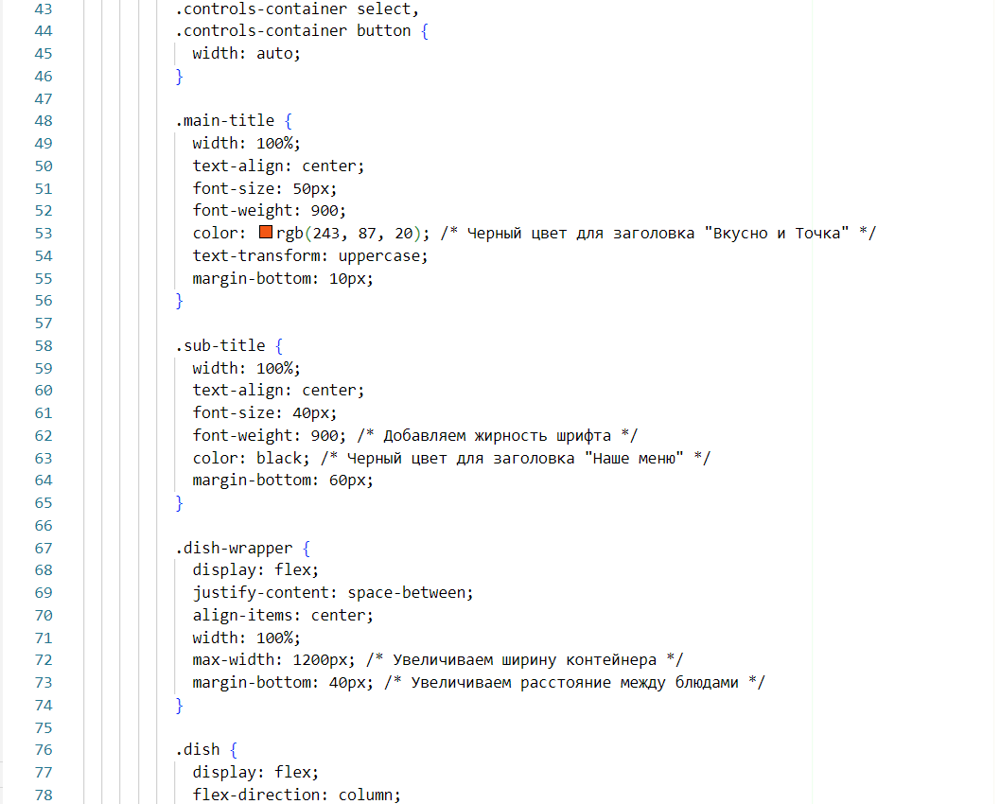 43 .controls-container select,
44 .controls-container button {
45 width: auto;
46 }
47
48 .main-title {
49 width: 100%;
50 text-align: center;
51 font-size: 50px;
52 font-weight: 900;
53 color: rgb(243, 87, 20); /* Черный цвет для заголовка "Вкусно и Точка" */
54 text-transform: uppercase;
55 margin-bottom: 10px;
56 }
57
58 .sub-title {
59 width: 100%;
60 text-align: center;
61 font-size: 40px;
62 font-weight: 900; /* Добавляем жирность шрифта */
63 color: black; /* Черный цвет для заголовка "Наше меню" */
64 margin-bottom: 60px;
65 }
66
67 .dish-wrapper {
68 display: flex;
69 justify-content: space-between;
70 align-items: center;
71 width: 100%;
72 max-width: 1200px; /* Увеличиваем ширину контейнера */
73 margin-bottom: 40px; /* Увеличиваем расстояние между блюдами */
74 }
75
76 .dish {
77 display: flex;
78 flex-direction: column;